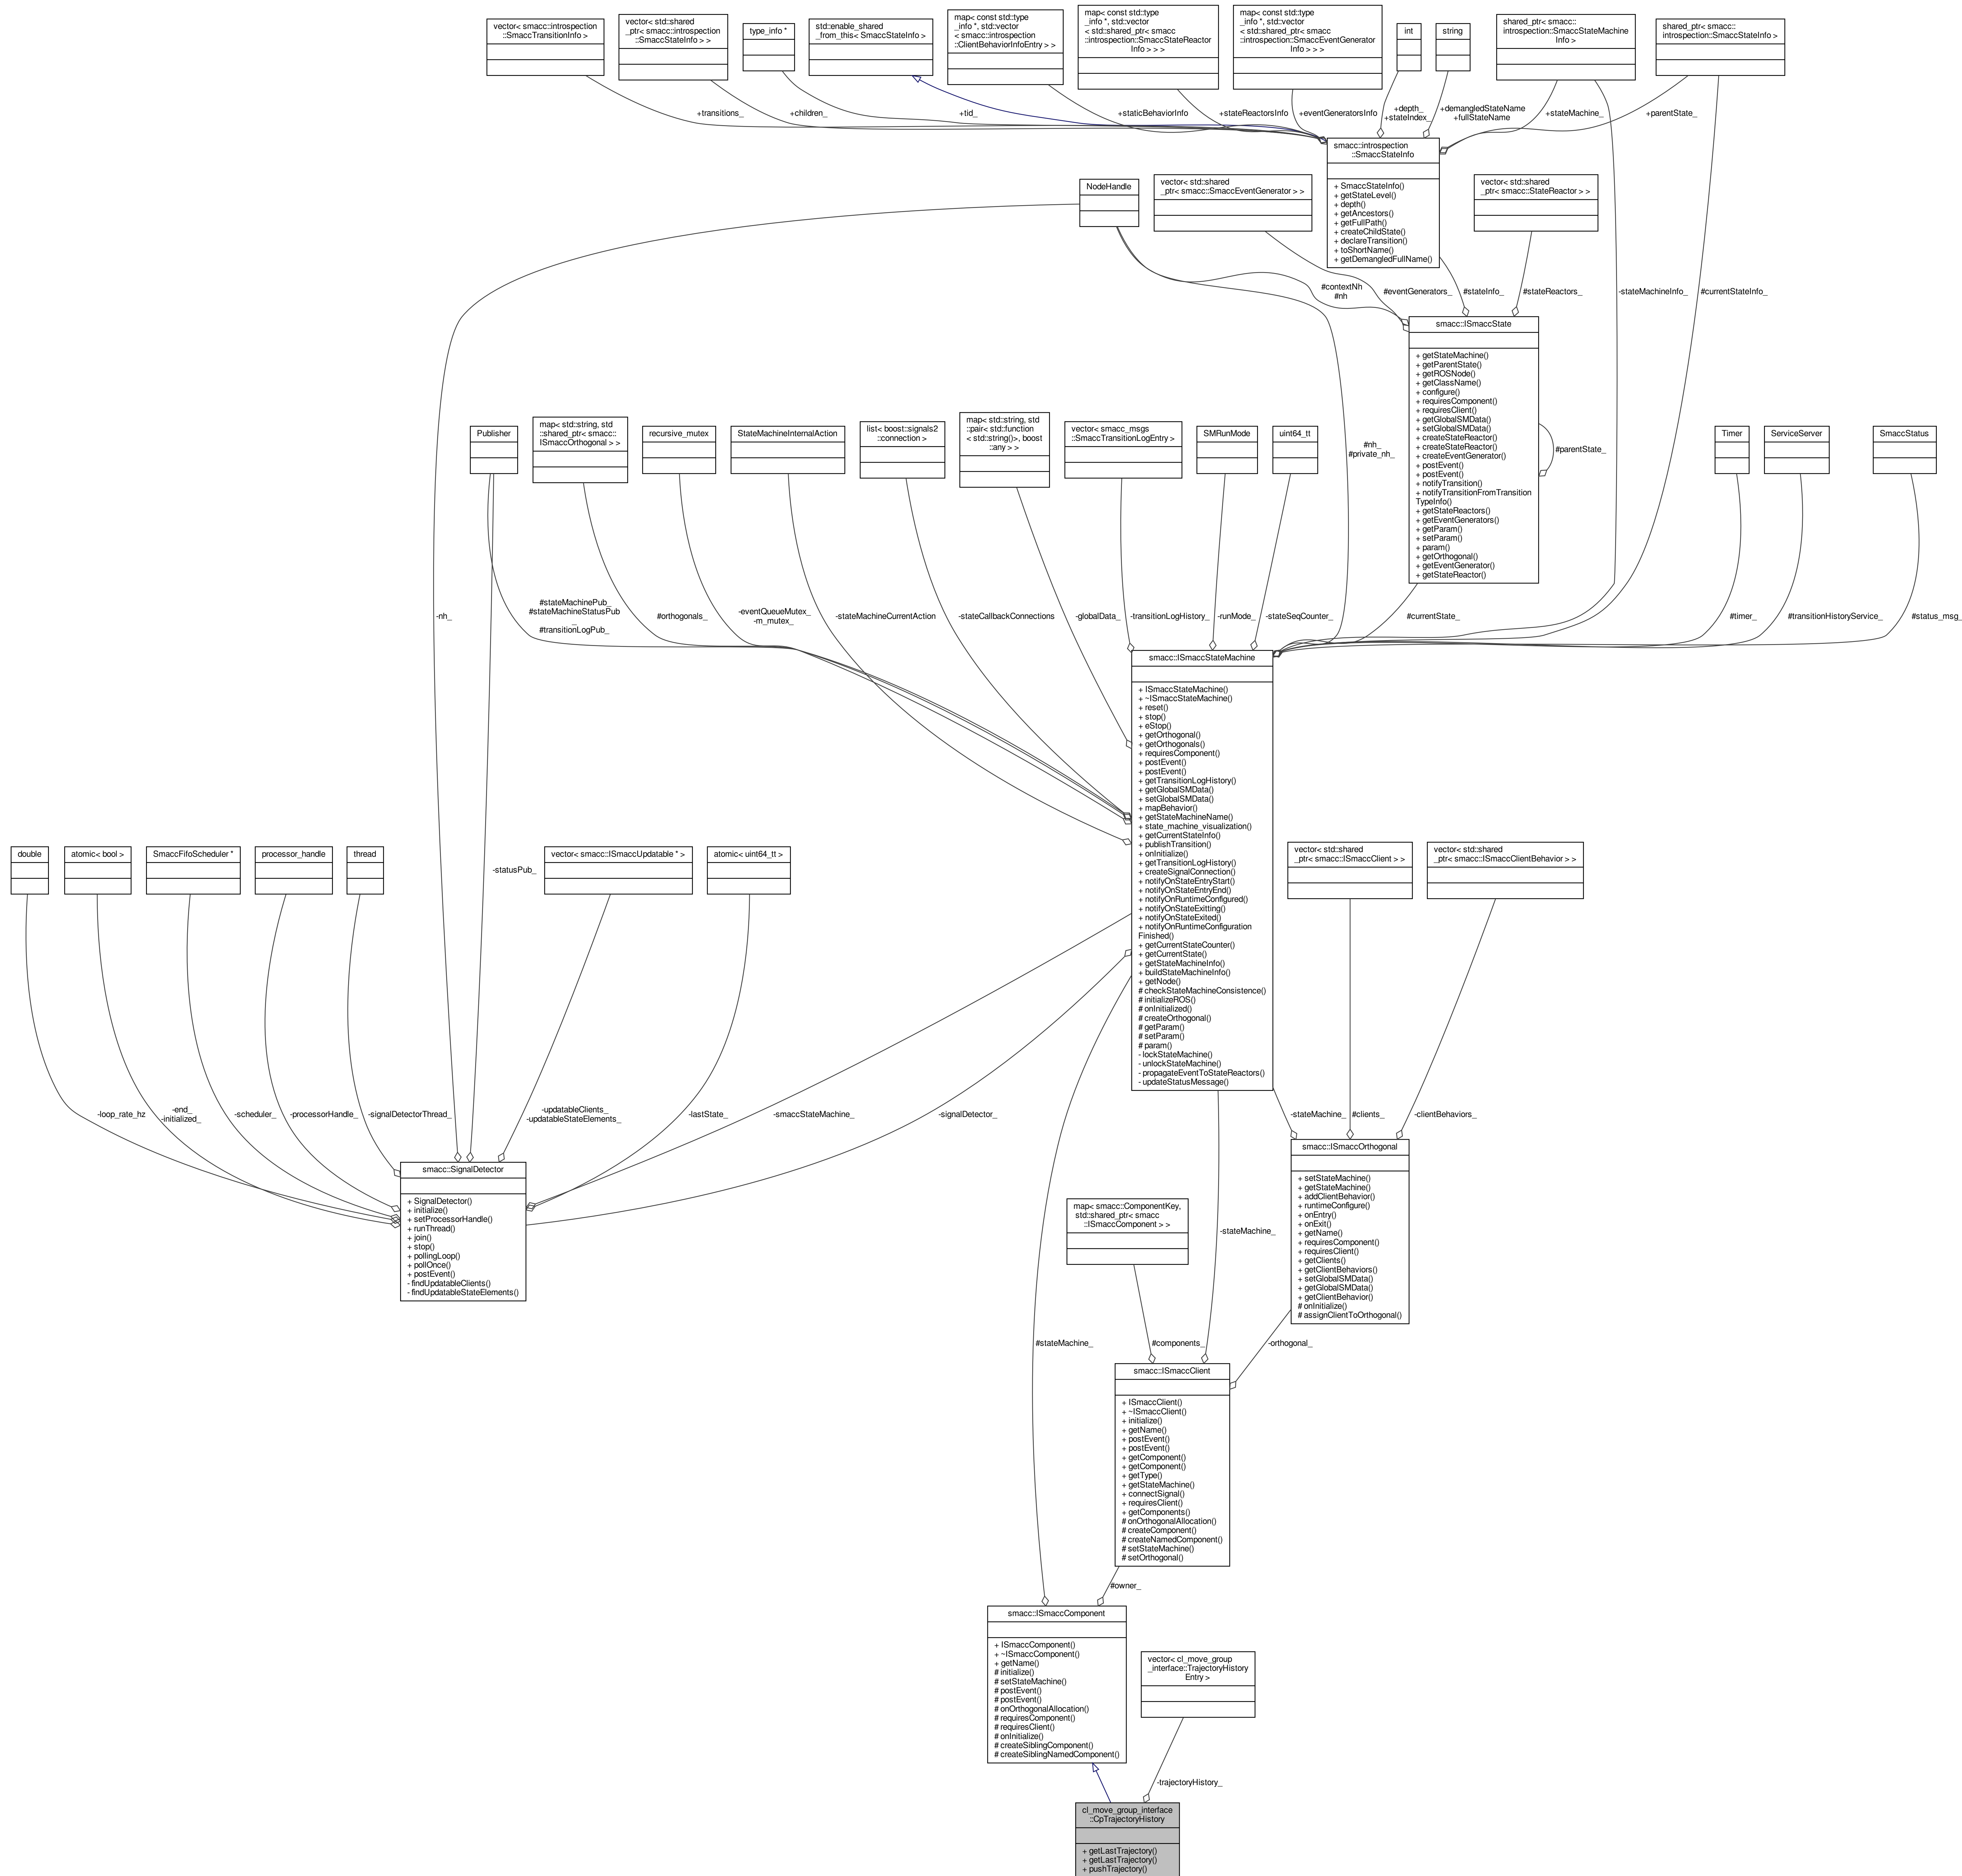 vector< smacc::introspection
::SmaccTransitionInfo >
vector< std::shared
_ptr< smacc::introspection
::SmaccStateInfo > >
type_info *
std::enable_shared
_from_this< SmaccStateInfo >
map< const std::type
_info *, std::vector
< smacc::introspection
::ClientBehaviorInfoEntry > >
map< const std::type
_info *, std::vector
< std::shared_ptr< smacc
::introspection::SmaccStateReactor
Info > > >
map< const std::type
_info *, std::vector
< std::shared_ptr< smacc
::introspection::SmaccEventGenerator
Info > > >
int
string
shared_ptr< smacc::
introspection::SmaccStateMachine
Info >
shared_ptr< smacc::
introspection::SmaccStateInfo >
+transitions_
+children_
+tid_
+staticBehaviorInfo
+stateReactorsInfo
+eventGeneratorsInfo
+depth_
+stateIndex_
+demangledStateName
+fullStateName
+stateMachine_
+parentState_
smacc::introspection
::SmaccStateInfo
+ SmaccStateInfo()
+ getStateLevel()
+ depth()
+ getAncestors()
+ getFullPath()
+ createChildState()
+ declareTransition()
+ toShortName()
+ getDemangledFullName()
NodeHandle
vector< std::shared
_ptr< smacc::SmaccEventGenerator > >
vector< std::shared
_ptr< smacc::StateReactor > >
#contextNh
#nh
#eventGenerators_
#stateInfo_
#stateReactors_
-stateMachineInfo_
#currentStateInfo_
smacc::ISmaccState
+ getStateMachine()
+ getParentState()
+ getROSNode()
+ getClassName()
+ configure()
+ requiresComponent()
+ requiresClient()
+ getGlobalSMData()
+ setGlobalSMData()
+ createStateReactor()
+ createStateReactor()
+ createEventGenerator()
+ postEvent()
+ postEvent()
+ notifyTransition()
+ notifyTransitionFromTransition
TypeInfo()
+ getStateReactors()
+ getEventGenerators()
+ getParam()
+ setParam()
+ param()
+ getOrthogonal()
+ getEventGenerator()
+ getStateReactor()
#parentState_
Publisher
map< std::string, std
::shared_ptr< smacc::
ISmaccOrthogonal > >
recursive_mutex
StateMachineInternalAction
list< boost::signals2
::connection >
map< std::string, std
::pair< std::function
< std::string()>, boost
::any > >
vector< smacc_msgs
::SmaccTransitionLogEntry >
SMRunMode
uint64_tt
#nh_
#private_nh_
Timer
ServiceServer
SmaccStatus
-nh_
#stateMachinePub_
#stateMachineStatusPub
_
#transitionLogPub_
#orthogonals_
-eventQueueMutex_
-m_mutex_
-stateMachineCurrentAction
-stateCallbackConnections
-globalData_
-transitionLogHistory_
-runMode_
-stateSeqCounter_
#currentState_
#timer_
#transitionHistoryService_
#status_msg_
smacc::ISmaccStateMachine
+ ISmaccStateMachine()
+ ~ISmaccStateMachine()
+ reset()
+ stop()
+ eStop()
+ getOrthogonal()
+ getOrthogonals()
+ requiresComponent()
+ postEvent()
+ postEvent()
+ getTransitionLogHistory()
+ getGlobalSMData()
+ setGlobalSMData()
+ mapBehavior()
+ getStateMachineName()
+ state_machine_visualization()
+ getCurrentStateInfo()
+ publishTransition()
+ onInitialize()
+ getTransitionLogHistory()
+ createSignalConnection()
+ notifyOnStateEntryStart()
+ notifyOnStateEntryEnd()
+ notifyOnRuntimeConfigured()
+ notifyOnStateExitting()
+ notifyOnStateExited()
+ notifyOnRuntimeConfiguration
Finished()
+ getCurrentStateCounter()
+ getCurrentState()
+ getStateMachineInfo()
+ buildStateMachineInfo()
+ getNode()
# checkStateMachineConsistence()
# initializeROS()
# onInitialized()
# createOrthogonal()
# getParam()
# setParam()
# param()
- lockStateMachine()
- unlockStateMachine()
- propagateEventToStateReactors()
- updateStatusMessage()
double
atomic< bool >
SmaccFifoScheduler *
processor_handle
thread
-statusPub_
vector< smacc::ISmaccUpdatable * >
atomic< uint64_tt >
vector< std::shared
_ptr< smacc::ISmaccClient > >
vector< std::shared
_ptr< smacc::ISmaccClientBehavior > >
-loop_rate_hz
-end_
-initialized_
-scheduler_
-processorHandle_
-signalDetectorThread_
-updatableClients_
-updatableStateElements_
-lastState_
-smaccStateMachine_
-signalDetector_
-stateMachine_
#clients_
-clientBehaviors_
smacc::SignalDetector
+ SignalDetector()
+ initialize()
+ setProcessorHandle()
+ runThread()
+ join()
+ stop()
+ pollingLoop()
+ pollOnce()
+ postEvent()
- findUpdatableClients()
- findUpdatableStateElements()
smacc::ISmaccOrthogonal
+ setStateMachine()
+ getStateMachine()
+ addClientBehavior()
+ runtimeConfigure()
+ onEntry()
+ onExit()
+ getName()
+ requiresComponent()
+ requiresClient()
+ getClients()
+ getClientBehaviors()
+ setGlobalSMData()
+ getGlobalSMData()
+ getClientBehavior()
# onInitialize()
# assignClientToOrthogonal()
map< smacc::ComponentKey,
std::shared_ptr< smacc
::ISmaccComponent > >
-stateMachine_
#stateMachine_
#components_
-orthogonal_
smacc::ISmaccClient
+ ISmaccClient()
+ ~ISmaccClient()
+ initialize()
+ getName()
+ postEvent()
+ postEvent()
+ getComponent()
+ getComponent()
+ getType()
+ getStateMachine()
+ connectSignal()
+ requiresClient()
+ getComponents()
# onOrthogonalAllocation()
# createComponent()
# createNamedComponent()
# setStateMachine()
# setOrthogonal()
#owner_
smacc::ISmaccComponent
+ ISmaccComponent()
+ ~ISmaccComponent()
+ getName()
# initialize()
# setStateMachine()
# postEvent()
# postEvent()
# onOrthogonalAllocation()
# requiresComponent()
# requiresClient()
# onInitialize()
# createSiblingComponent()
# createSiblingNamedComponent()
vector< cl_move_group
_interface::TrajectoryHistory
Entry >
-trajectoryHistory_
cl_move_group_interface
::CpTrajectoryHistory
+ getLastTrajectory()
+ getLastTrajectory()
+ pushTrajectory()